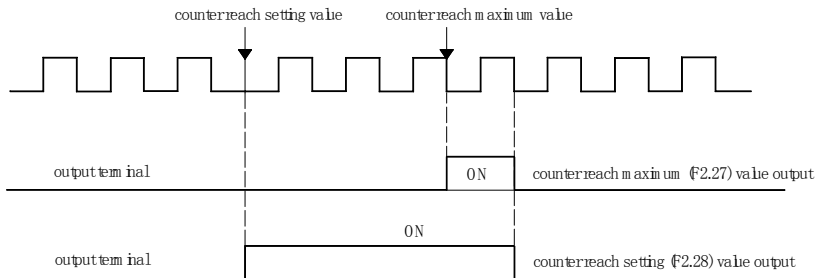 counter reach setting value
counter reach maximum value
output terminal
ON
counter reach maximum (F2.27) value output
ON
output terminal
counter reach setting (F2.28) value output